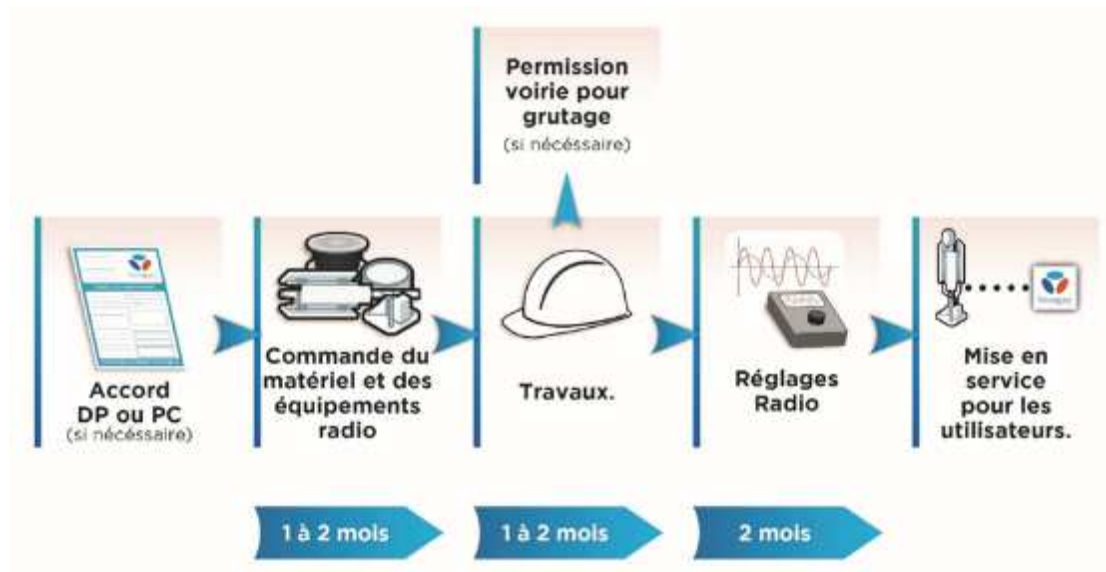 Permission
voirie pour
grutage
(si nécéssaire)
Accord
DP ou PC
(si nécéssaire)
Commande du
matériel et des
équipements
radio
Travaux.
Réglages
Radio
Mise en
service
pour les
utilisateurs.
1 à 2 mois
1 à 2 mois
2 mois